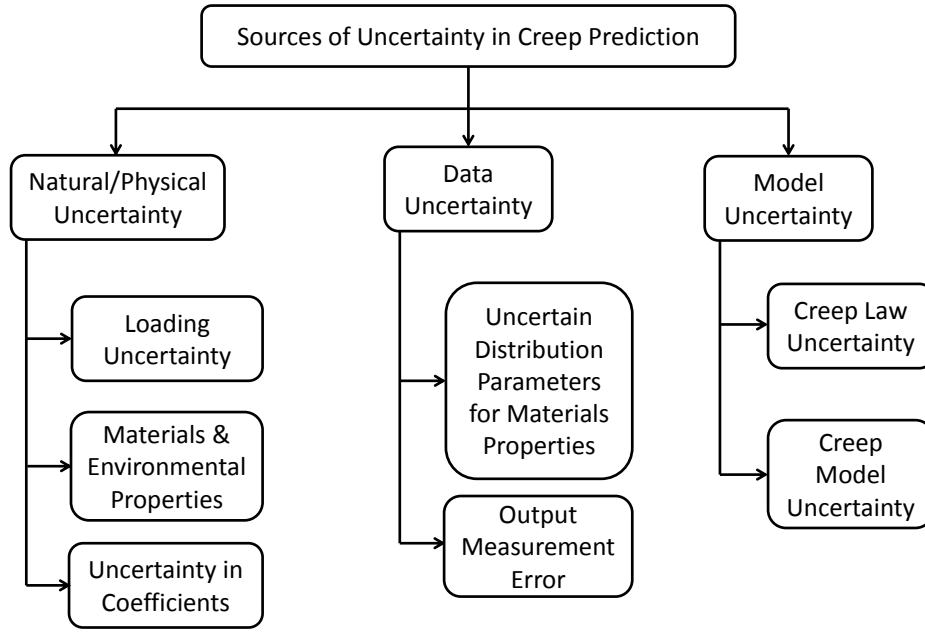 Sources of Uncertainty in Creep Prediction
Natural/Physical
Uncertainty
Loading
Uncertainty
Materials &
Environmental
Properties
Uncertainty in
Coefficients
Data
Uncertainty
Uncertain
Distribution
Parameters
for Materials
Properties
Output
Measurement
Error
Model
Uncertainty
Creep Law
Uncertainty
Creep
Model
Uncertainty